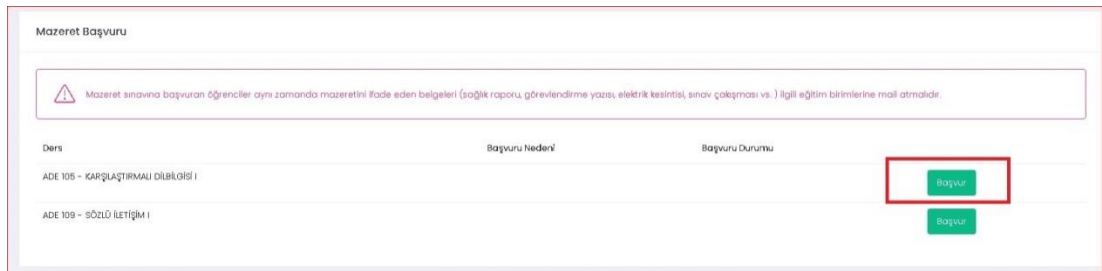 Mazeret Başvuru
Mazeret sınavına başvuran öğrenciler aynı zamanda mazeretini ifade eden belgeleri (sağlık raporu, görevlendirme yazısı, elektrik kesintisi, sınav çakışması vs. ) ilgili eğitim birimlerine mail atmalıdır.
Ders Başvuru Nedeni Başvuru Durumu
ADE 105 - KARŞILAŞTIRMALI DİLBİLGİSİ I Başvur
ADE 109 - SÖZLÜ İLETİŞİM I Başvur